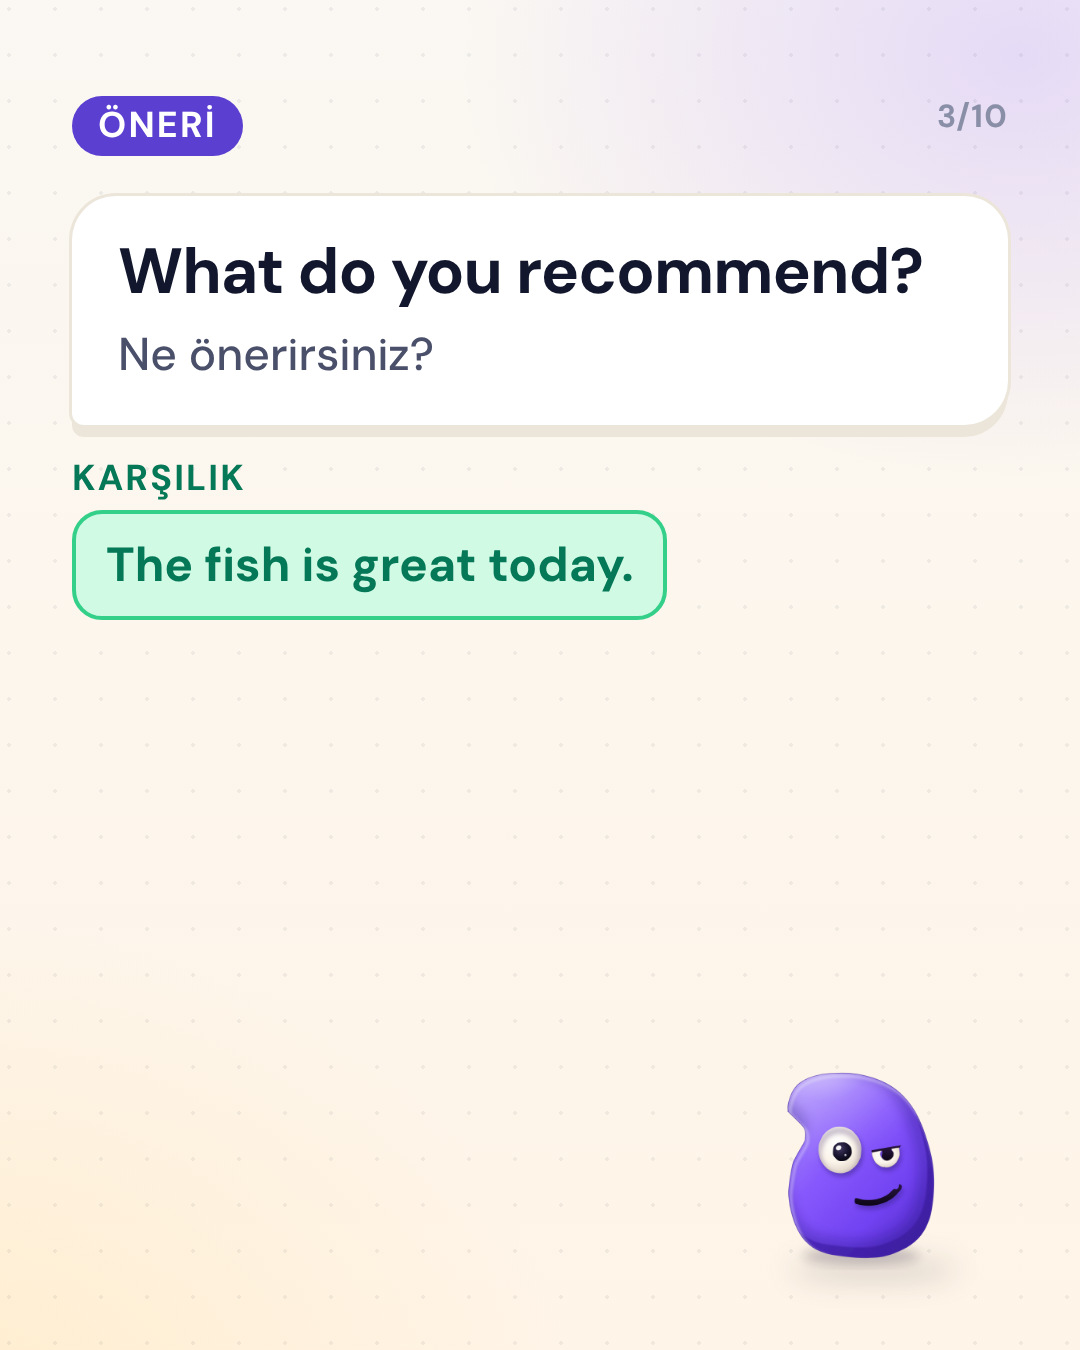 ÖNERİ
3/10
What do you recommend?
Ne önerirsiniz?
KARŞILIK
The fish is great today.